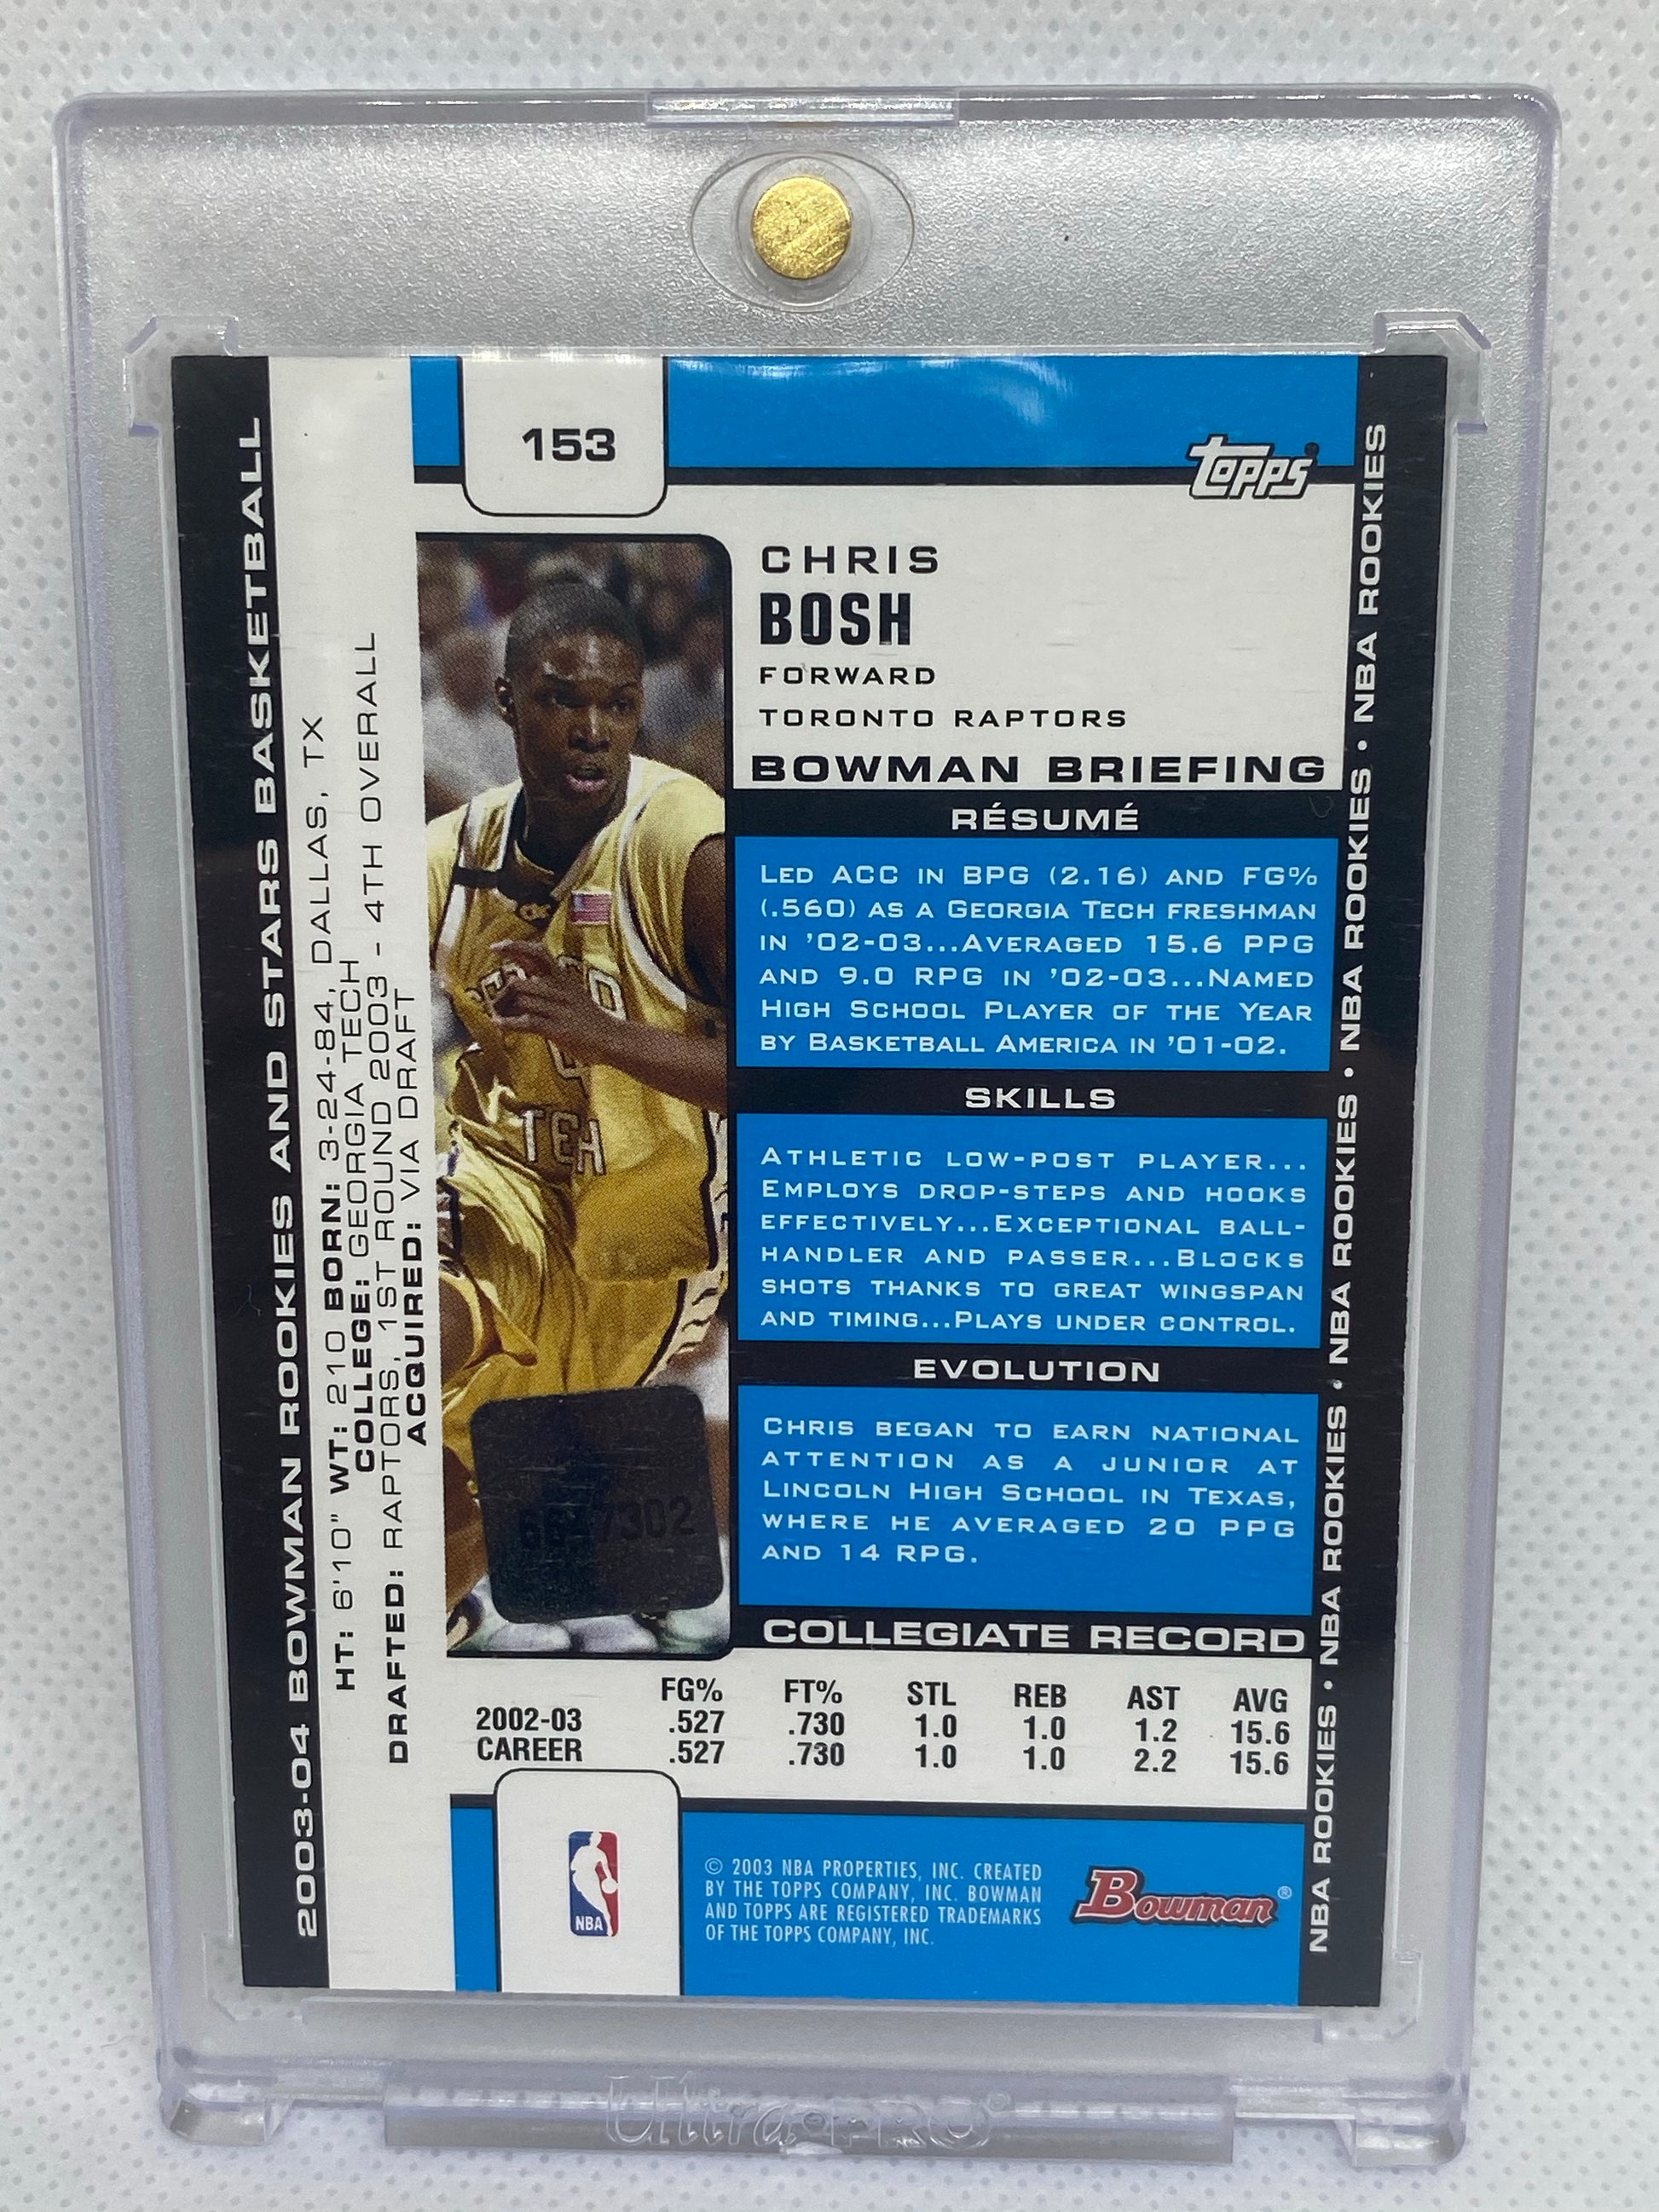 153
topps
CHRIS
BOSH
FORWARD
TORONTO RAPTORS
BOWMAN BRIEFING
RÉSUMÉ
LED ACC IN BPG (2.16) AND FG%
(.560) AS A GEORGIA TECH FRESHMAN
IN '02-03...AVERAGED 15.6 PPG
AND 9.0 RPG IN '02-03...NAMED
HIGH SCHOOL PLAYER OF THE YEAR
BY BASKETBALL AMERICA IN '01-02.
SKILLS
ATHLETIC LOW-POST PLAYER...
EMPLOYS DROP-STEPS AND HOOKS
EFFECTIVELY...EXCEPTIONAL BALL-
HANDLER AND PASSER...BLOCKS
SHOTS THANKS TO GREAT WINGSPAN
AND TIMING...PLAYS UNDER CONTROL.
EVOLUTION
CHRIS BEGAN TO EARN NATIONAL
ATTENTION AS A JUNIOR AT
LINCOLN HIGH SCHOOL IN TEXAS,
WHERE HE AVERAGED 20 PPG
AND 14 RPG.
COLLEGIATE RECORD
FG% FT% STL REB AST AVG
2002-03 .527 .730 1.0 1.0 1.2 15.6
CAREER .527 .730 1.0 1.0 2.2 15.6
NBA
© 2003 NBA PROPERTIES, INC. CREATED
BY THE TOPPS COMPANY, INC. BOWMAN
AND TOPPS ARE REGISTERED TRADEMARKS
OF THE TOPPS COMPANY, INC.
Bowman®
2003-04 BOWMAN ROOKIES AND STARS BASKETBALL
HT: 6'10" WT: 210 BORN: 3-24-84, DALLAS, TX
COLLEGE: GEORGIA TECH
DRAFTED: RAPTORS, 1ST ROUND 2003 - 4TH OVERALL
ACQUIRED: VIA DRAFT
NBA ROOKIES • NBA ROOKIES • NBA ROOKIES • NBA ROOKIES • NBA ROOKIES • NBA ROOKIES
TECH
Ultra•PRO®